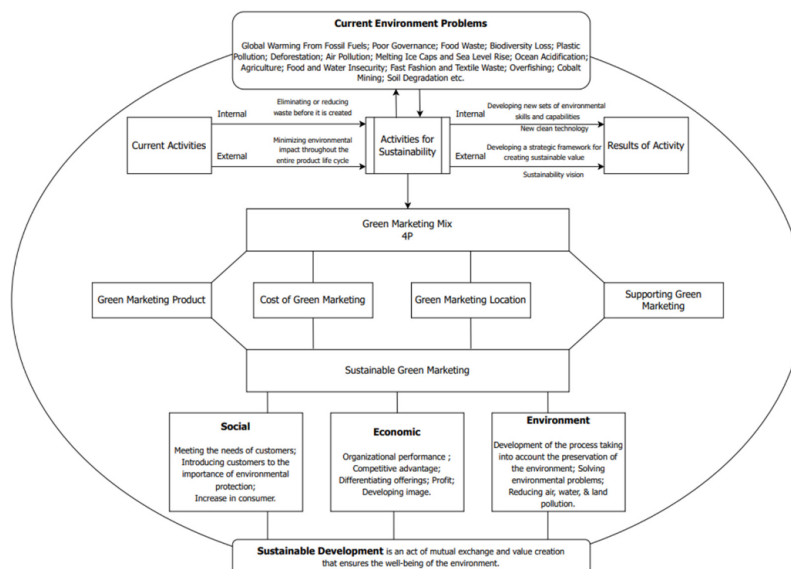 Current Environment Problems
Global Warming From Fossil Fuels; Poor Governance; Food Waste; Biodiversity Loss; Plastic
Pollution; Deforestation; Air Pollution; Melting Ice Caps and Sea Level Rise; Ocean Acidification;
Agriculture; Food and Water Insecurity; Fast Fashion and Textile Waste; Overfishing; Cobalt
Mining; Soil Degradation etc.
Current Activities
Internal
Eliminating or reducing
waste before it is created
External
Minimizing environmental
impact throughout the
entire product life cycle
Activities for
Sustainability
Internal
Developing new sets of environmental
skills and capabilities
New clean technology
External
Developing a strategic framework for
creating sustainable value
Sustainability vision
Results of Activity
Green Marketing Mix
4P
Green Marketing Product
Cost of Green Marketing
Green Marketing Location
Supporting Green
Marketing
Sustainable Green Marketing
Social
Meeting the needs of customers;
Introducing customers to the
importance of environmental
protection;
Increase in consumer.
Economic
Organizational performance ;
Competitive advantage;
Differentiating offerings; Profit;
Developing image.
Environment
Development of the process taking
into account the preservation of
the environment; Solving
environmental problems;
Reducing air, water, & land
pollution.
Sustainable Development is an act of mutual exchange and value creation
that ensures the well-being of the environment.